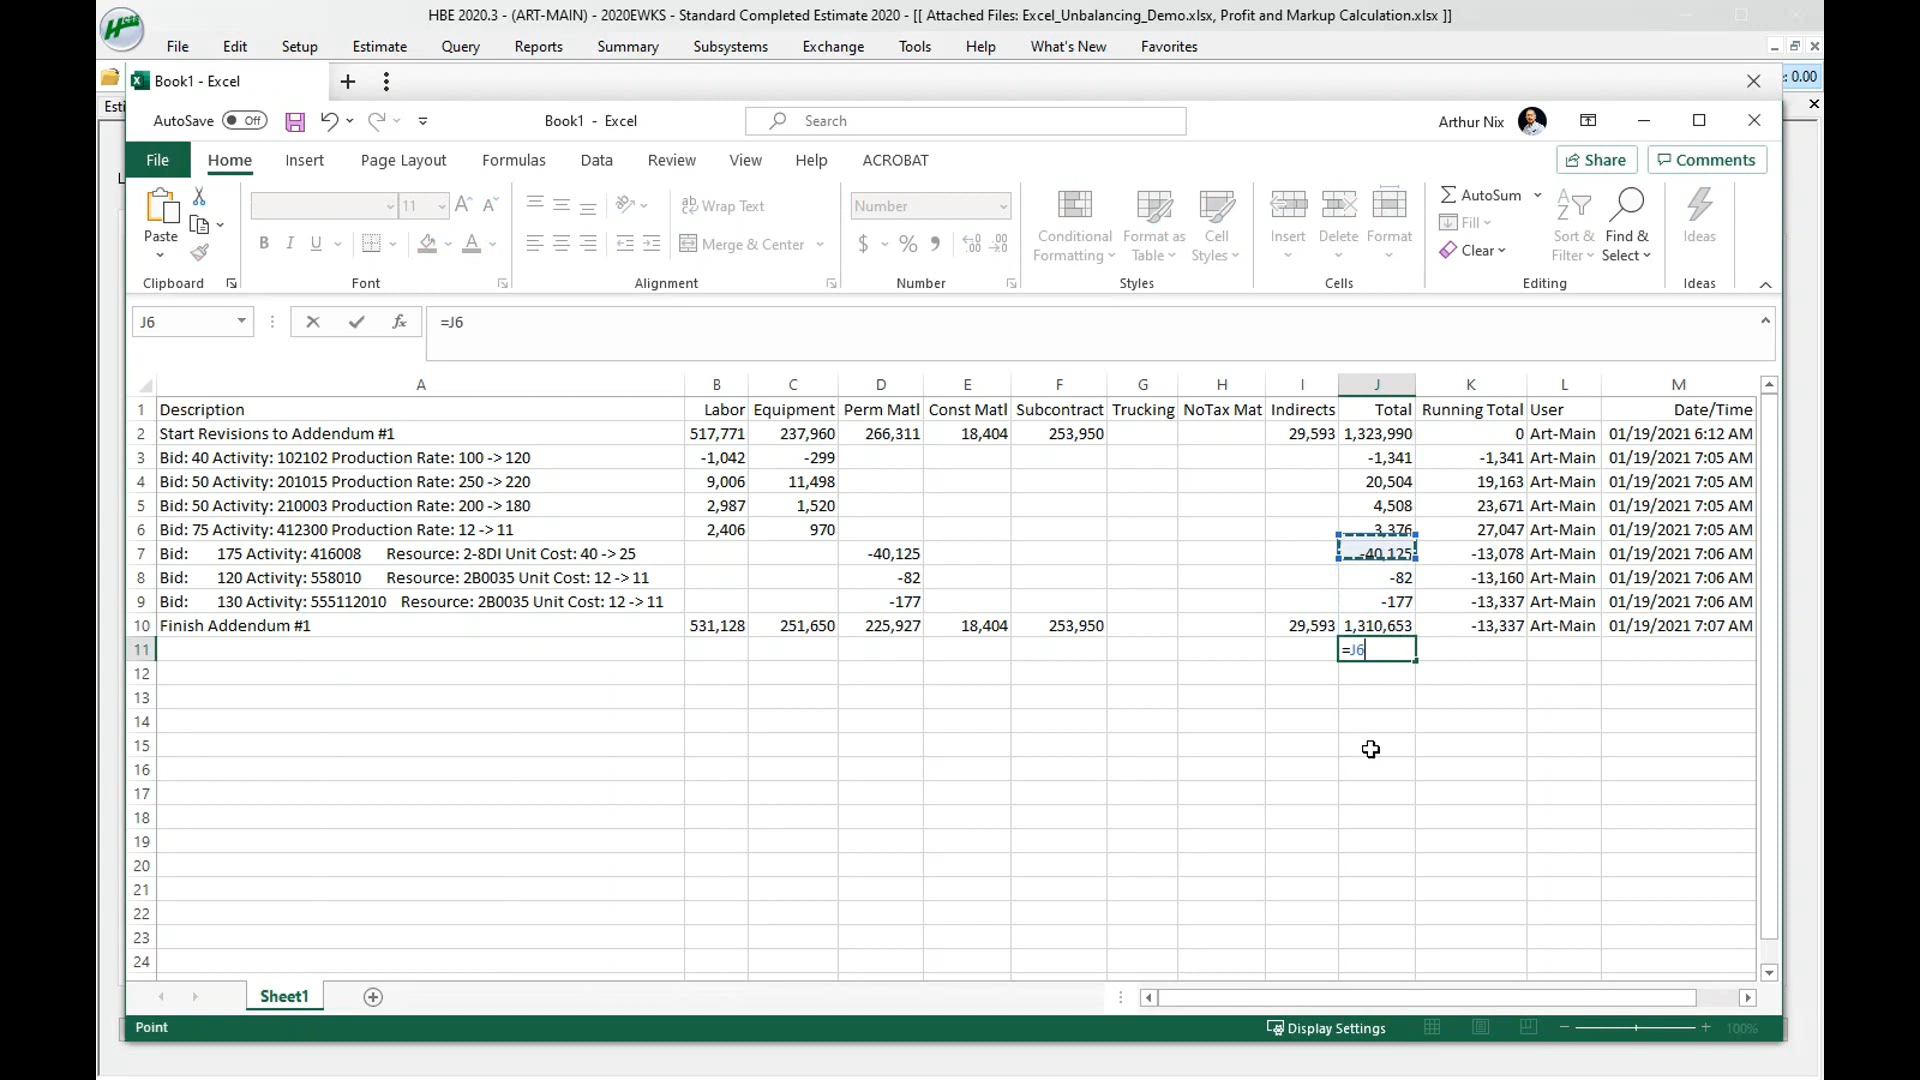 HBE 2020.3 - (ART-MAIN) - 2020EWKS - Standard Completed Estimate 2020 - [[ Attached Files: Excel_Unbalancing_Demo.xlsx, Profit and Markup Calculation.xlsx ]]
File Edit Setup Estimate Query Reports Summary Subsystems Exchange Tools Help What's New Favorites
Book1 - Excel
: 0.00
Esti
AutoSave Off Book1 - Excel Search Arthur Nix
File Home Insert Page Layout Formulas Data Review View Help ACROBAT Share Comments
Paste 11 Wrap Text Number Conditional Formatting Format as Table Cell Styles Insert Delete Format AutoSum Fill Clear Sort & Filter Find & Select Ideas
B I U A Merge & Center $ % 9
Clipboard Font Alignment Number Styles Cells Editing Ideas
J6 fx =J6
A B C D E F G H I J K L M
1 Description Labor Equipment Perm Matl Const Matl Subcontract Trucking NoTax Mat Indirects Total Running Total User Date/Time
2 Start Revisions to Addendum #1 517,771 237,960 266,311 18,404 253,950 29,593 1,323,990 0 Art-Main 01/19/2021 6:12 AM
3 Bid: 40 Activity: 102102 Production Rate: 100 -> 120 -1,042 -299 -1,341 -1,341 Art-Main 01/19/2021 7:05 AM
4 Bid: 50 Activity: 201015 Production Rate: 250 -> 220 9,006 11,498 20,504 19,163 Art-Main 01/19/2021 7:05 AM
5 Bid: 50 Activity: 210003 Production Rate: 200 -> 180 2,987 1,520 4,508 23,671 Art-Main 01/19/2021 7:05 AM
6 Bid: 75 Activity: 412300 Production Rate: 12 -> 11 2,406 970 3,376 27,047 Art-Main 01/19/2021 7:05 AM
7 Bid: 175 Activity: 416008 Resource: 2-8DI Unit Cost: 40 -> 25 -40,125 -40,125 -13,078 Art-Main 01/19/2021 7:06 AM
8 Bid: 120 Activity: 558010 Resource: 2B0035 Unit Cost: 12 -> 11 -82 -82 -13,160 Art-Main 01/19/2021 7:06 AM
9 Bid: 130 Activity: 555112010 Resource: 2B0035 Unit Cost: 12 -> 11 -177 -177 -13,337 Art-Main 01/19/2021 7:06 AM
10 Finish Addendum #1 531,128 251,650 225,927 18,404 253,950 29,593 1,310,653 -13,337 Art-Main 01/19/2021 7:07 AM
11 =J6
12
13
14
15
16
17
18
19
20
21
22
23
24
Sheet1
Point Display Settings 100%